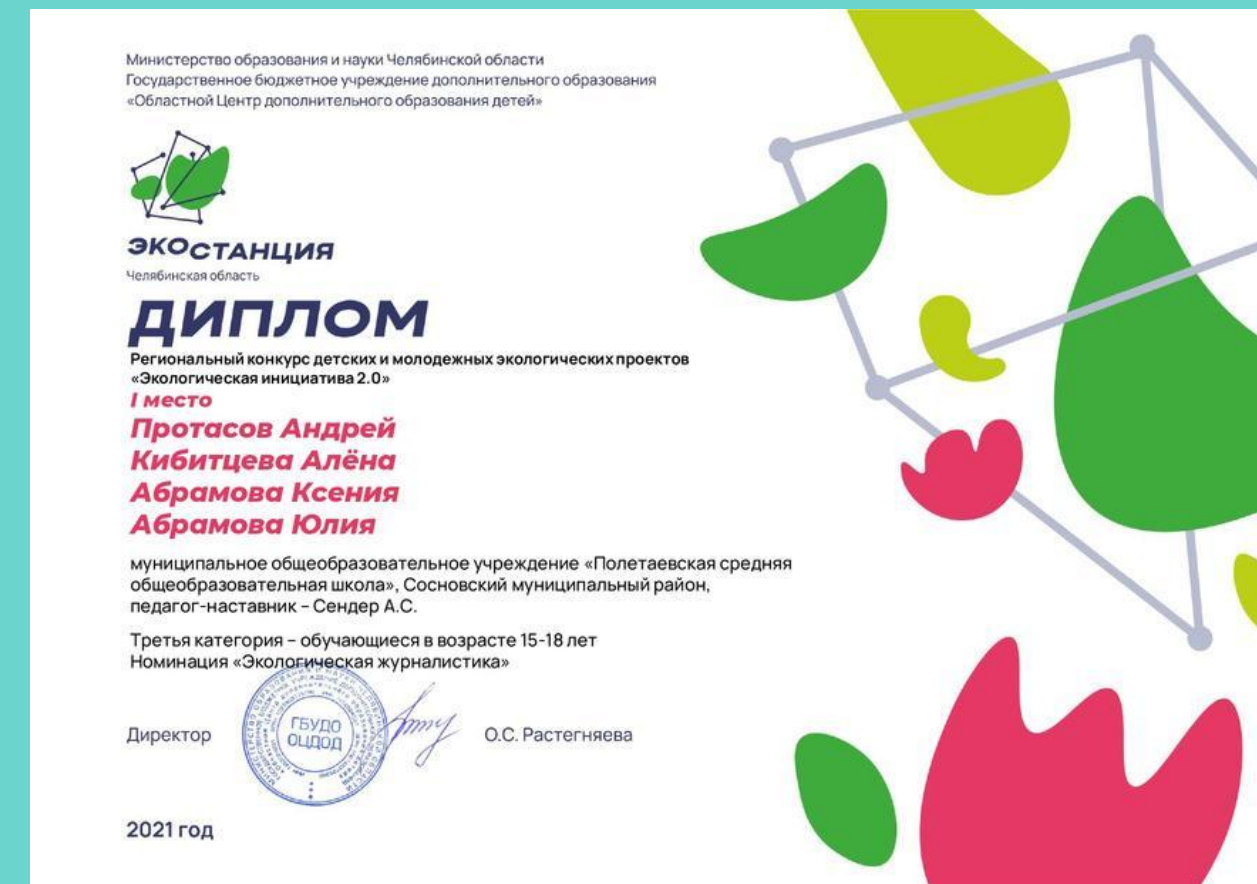 Министерство образования и науки Челябинской области
Государственное бюджетное учреждение дополнительного образования
«Областной Центр дополнительного образования детей»
ЭКОСТАНЦИЯ
Челябинская область
ДИПЛОМ
Региональный конкурс детских и молодежных экологических проектов
«Экологическая инициатива 2.0»
I место
Протасов Андрей
Кибитцева Алёна
Абрамова Ксения
Абрамова Юлия
муниципальное общеобразовательное учреждение «Полетаевская средняя
общеобразовательная школа», Сосновский муниципальный район,
педагог-наставник – Сендер А.С.
Третья категория – обучающиеся в возрасте 15-18 лет
Номинация «Экологическая журналистика»
ГБУДО
ОЦДОД
Директор
О.С. Растегняева
2021 год